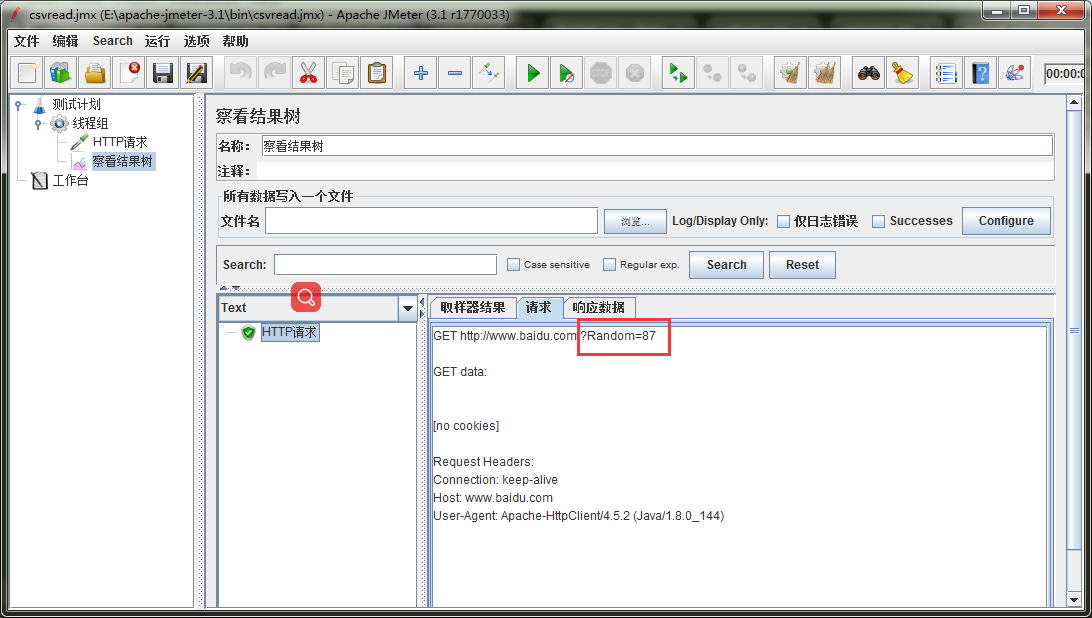 csvread.jmx (E:\apache-jmeter-3.1\bin\csvread.jmx) - Apache JMeter (3.1 r1770033)
文件 编辑 Search 运行 选项 帮助
STOP
00:00:0
测试计划
线程组
HTTP请求
察看结果树
工作台
察看结果树
名称: 察看结果树
注释:
所有数据写入一个文件
文件名 浏览... Log/Display Only: 仅日志错误 Successes Configure
Search: Case sensitive Regular exp. Search Reset
Text
HTTP请求
取样器结果 请求 响应数据
GET http://www.baidu.com/?Random=87
GET data:
[no cookies]
Request Headers:
Connection: keep-alive
Host: www.baidu.com
User-Agent: Apache-HttpClient/4.5.2 (Java/1.8.0_144)